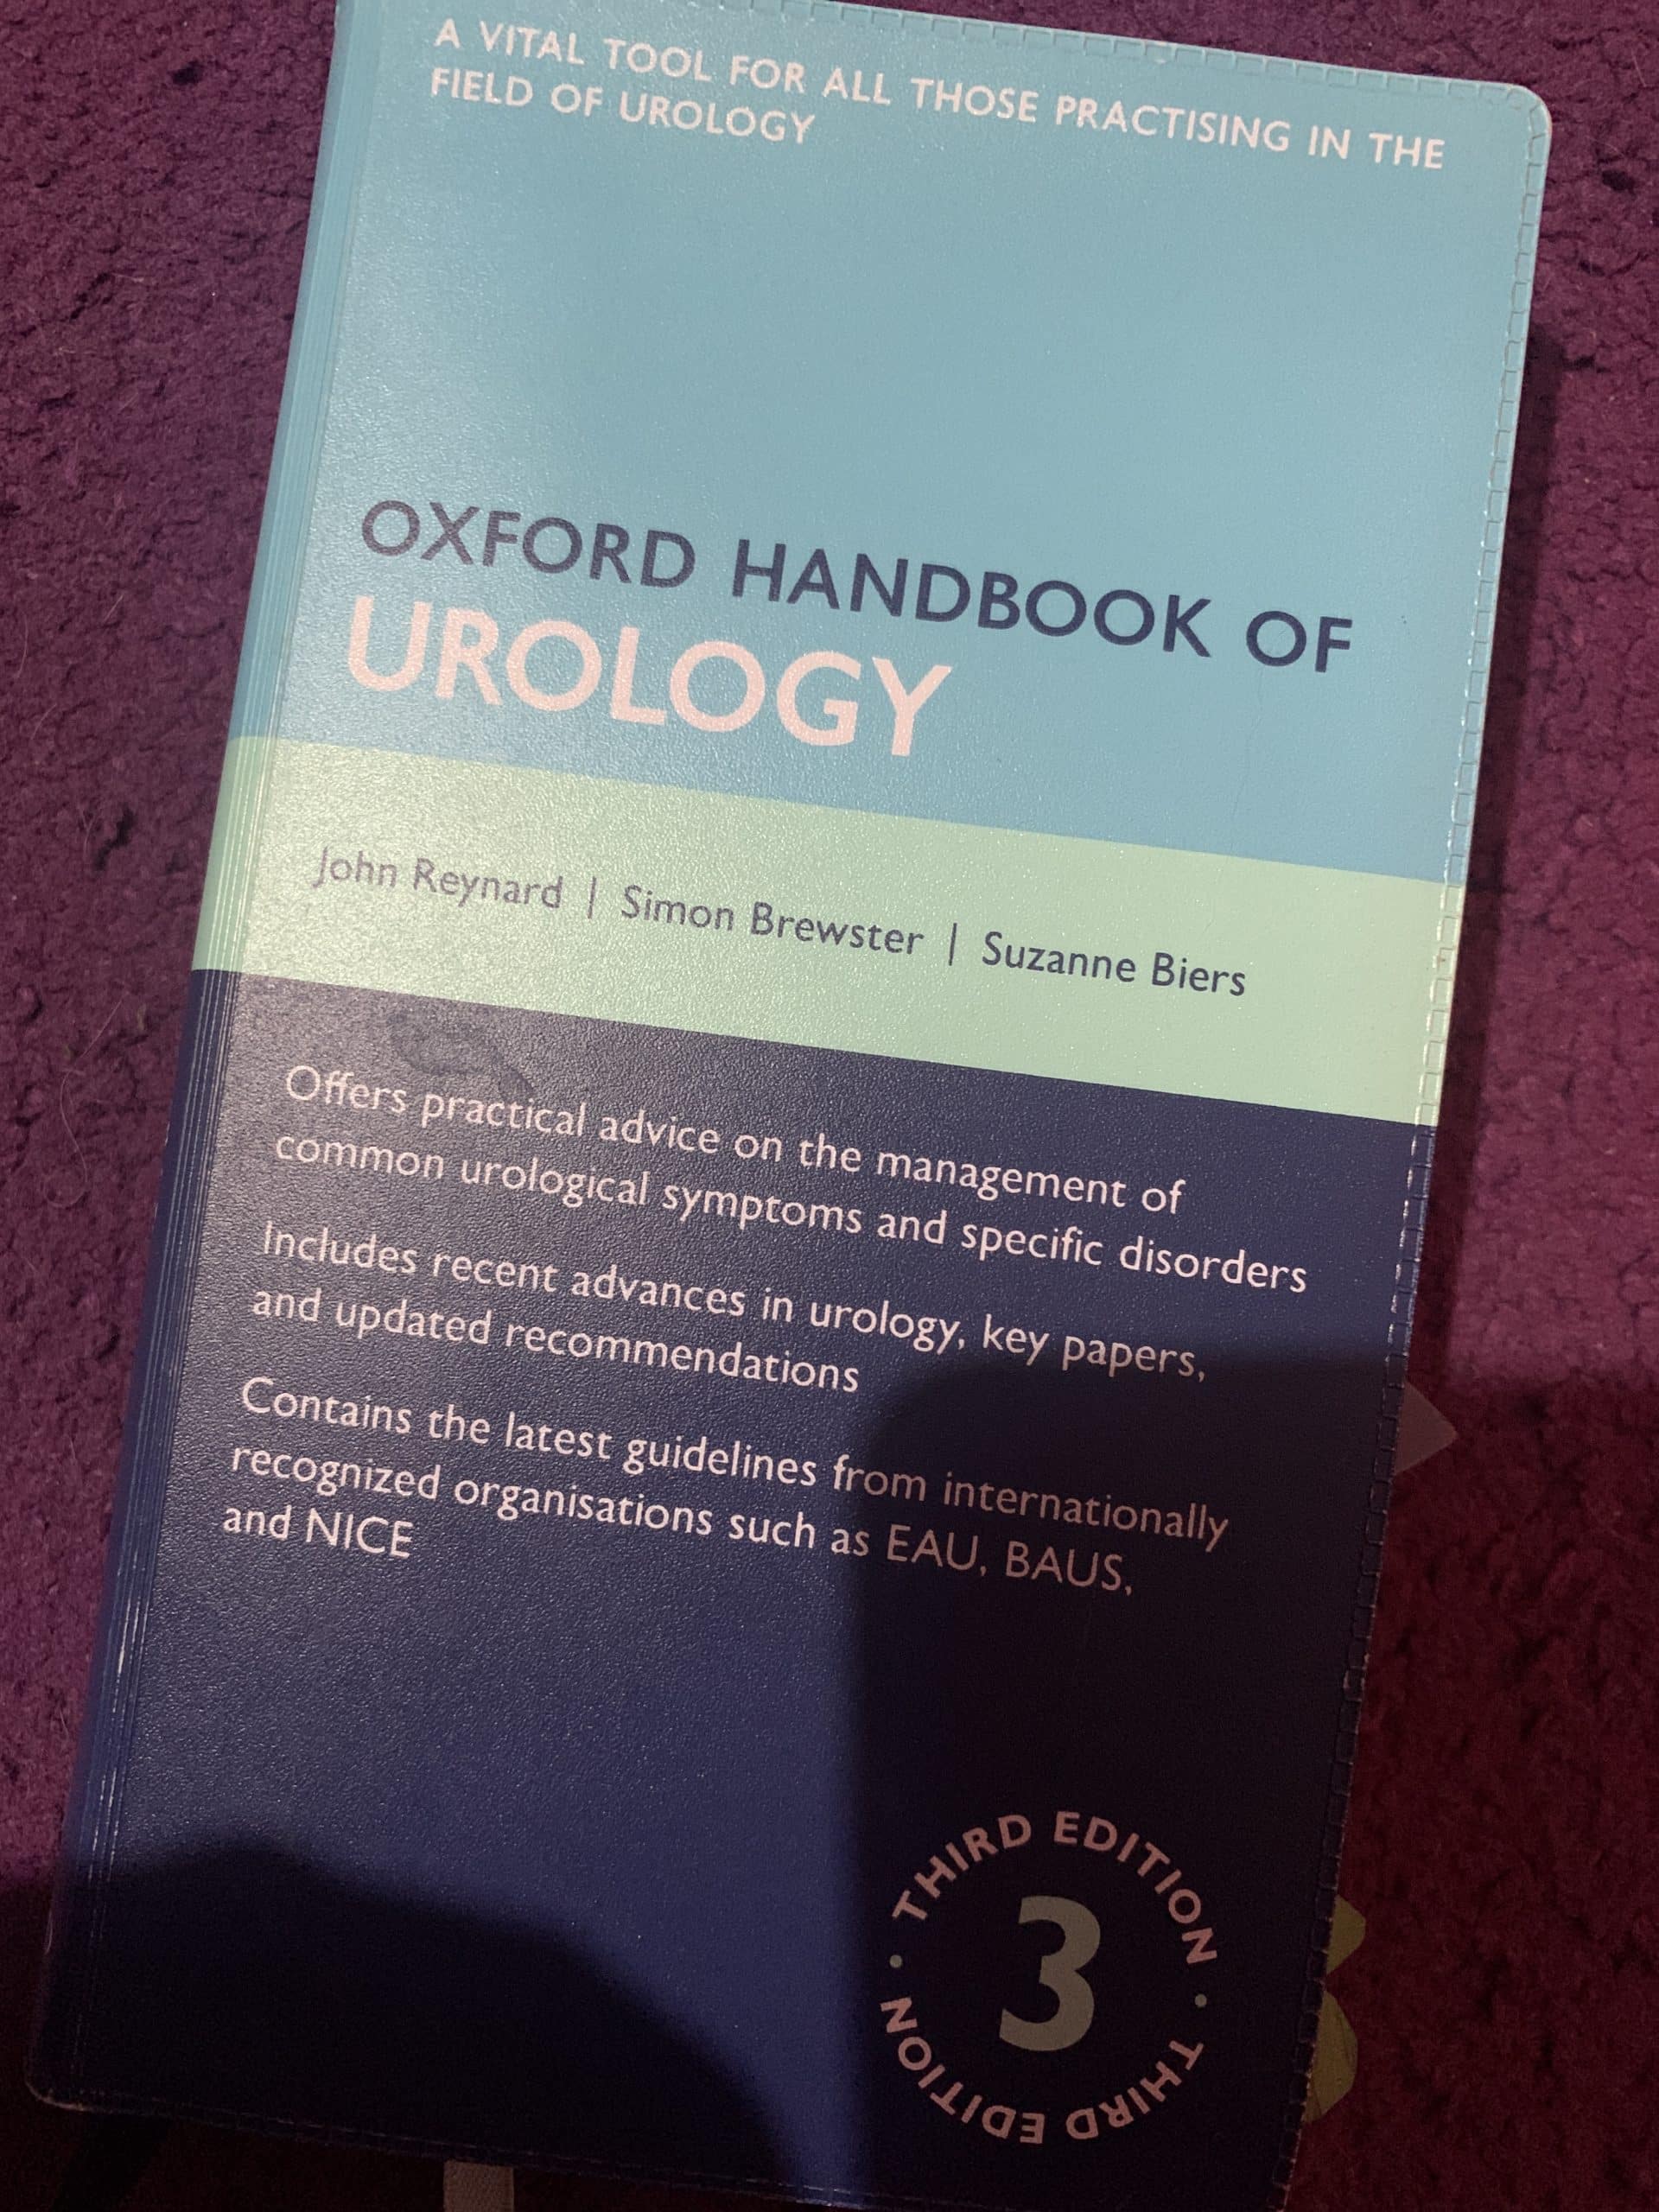 A VITAL TOOL FOR ALL THOSE PRACTISING IN THE
FIELD OF UROLOGY
OXFORD HANDBOOK OF
UROLOGY
John Reynard | Simon Brewster | Suzanne Biers
Offers practical advice on the management of
common urological symptoms and specific disorders
Includes recent advances in urology, key papers,
and updated recommendations
Contains the latest guidelines from internationally
recognized organisations such as EAU, BAUS,
and NICE
THIRD EDITION · THIRD EDITION ·
3